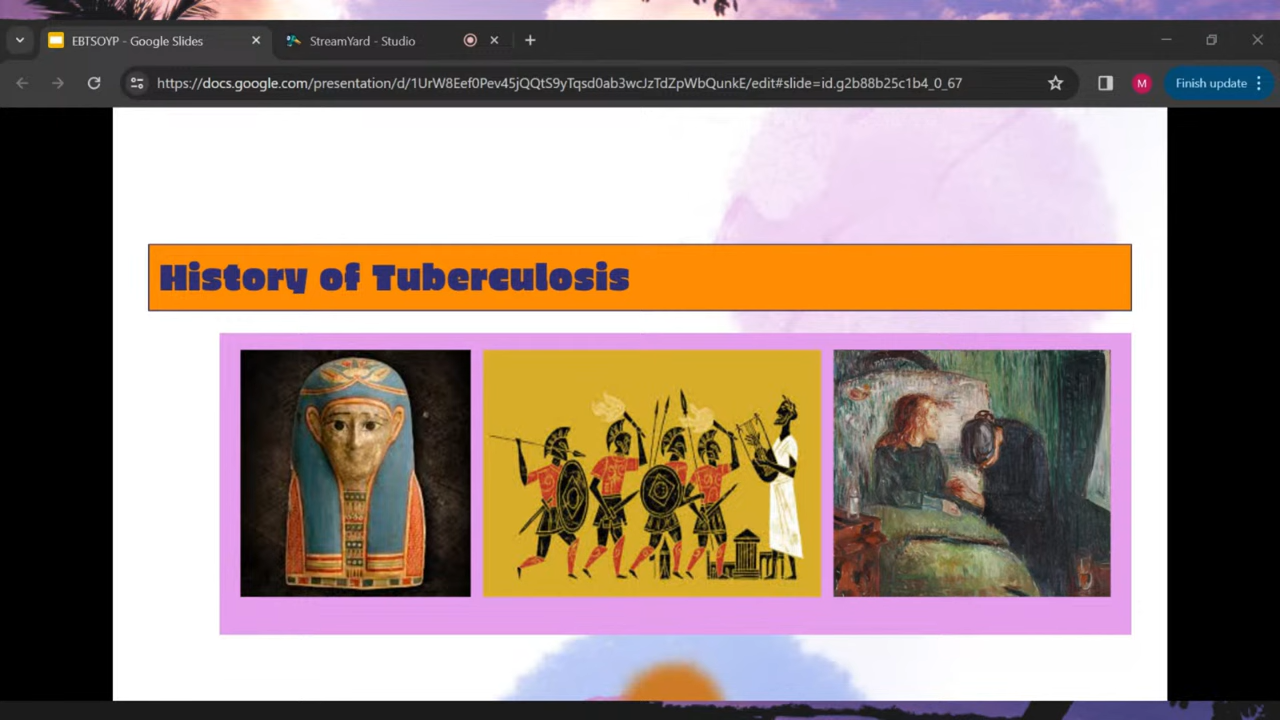 EBTSOYP - Google Slides
StreamYard - Studio
https://docs.google.com/presentation/d/1UrW8Eef0Pev45jQQtS9yTqsd0ab3wcJzTdZpWbQunkE/edit#slide=id.g2b88b25c1b4_0_67
M
Finish update
History of Tuberculosis